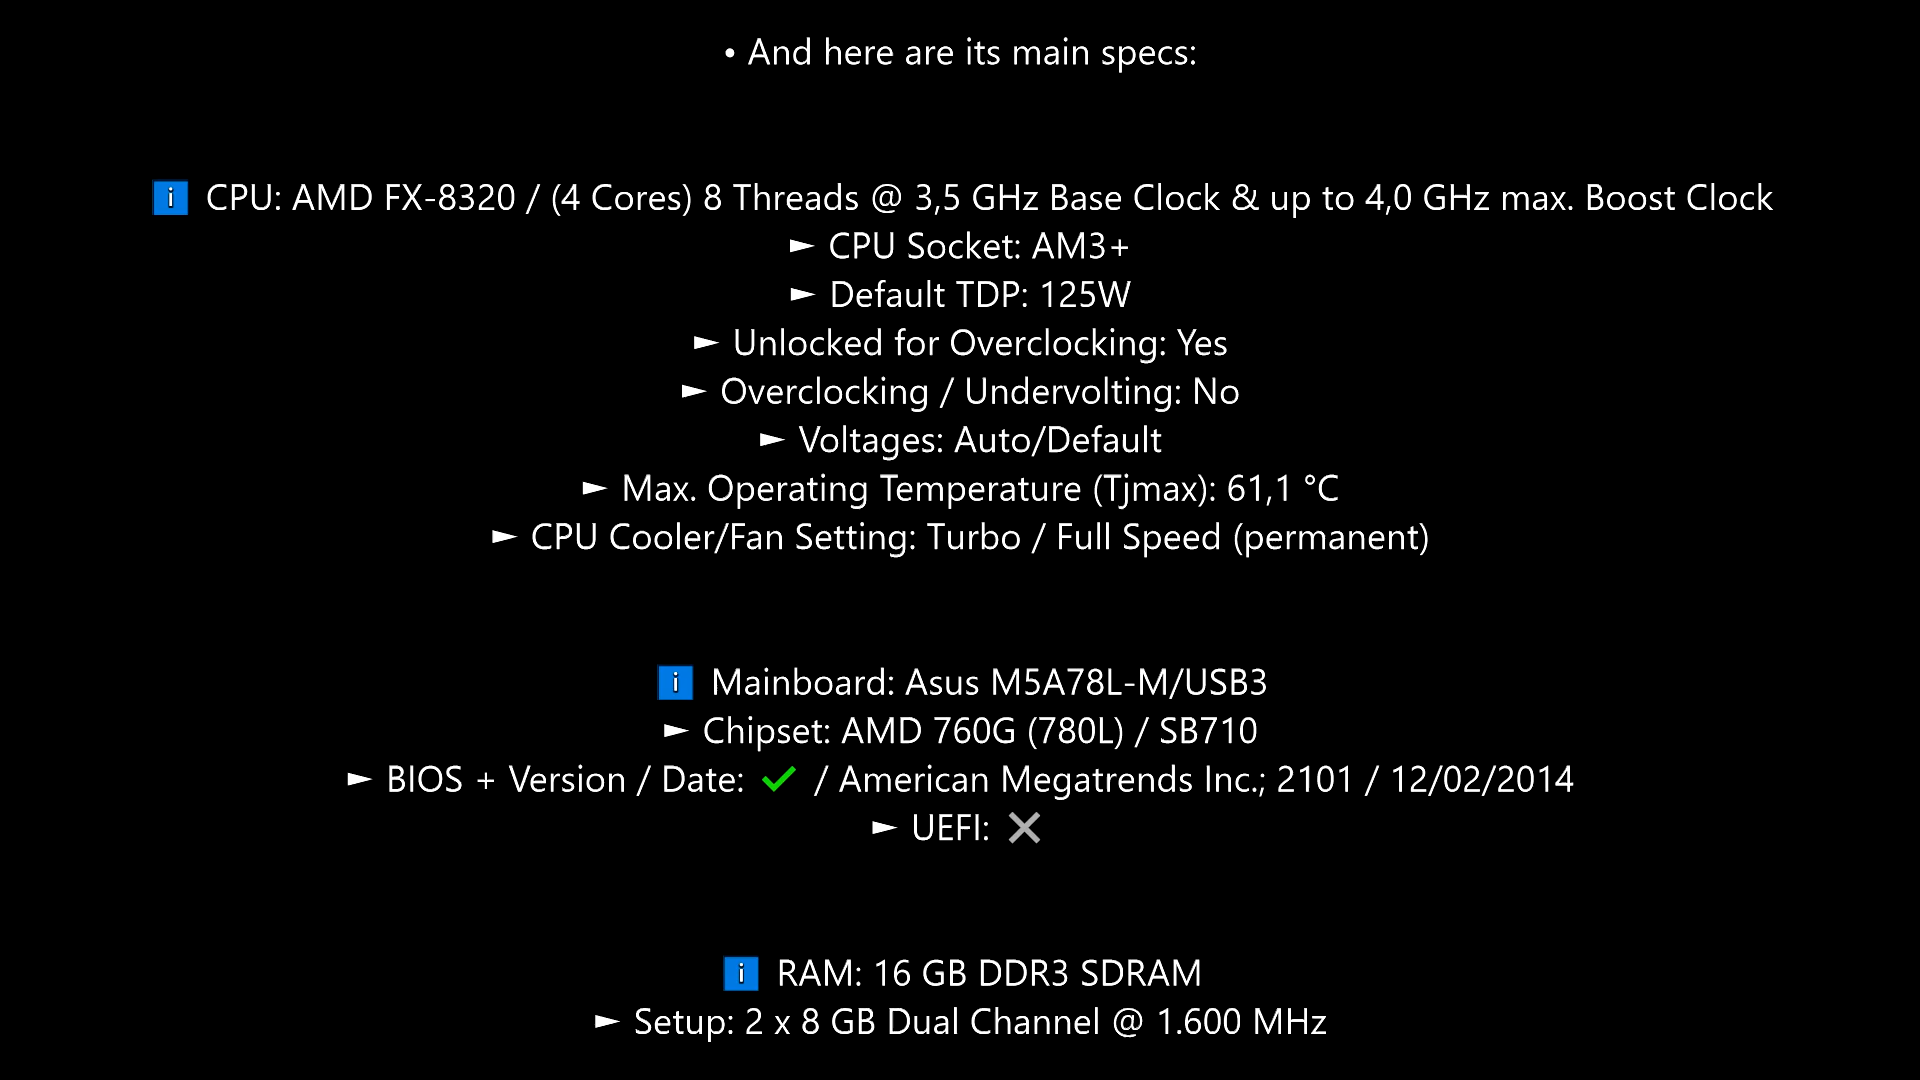 • And here are its main specs:
ℹ CPU: AMD FX-8320 / (4 Cores) 8 Threads @ 3,5 GHz Base Clock & up to 4,0 GHz max. Boost Clock
► CPU Socket: AM3+
► Default TDP: 125W
► Unlocked for Overclocking: Yes
► Overclocking / Undervolting: No
► Voltages: Auto/Default
► Max. Operating Temperature (Tjmax): 61,1 °C
► CPU Cooler/Fan Setting: Turbo / Full Speed (permanent)
ℹ Mainboard: Asus M5A78L-M/USB3
► Chipset: AMD 760G (780L) / SB710
► BIOS + Version / Date: ✔ / American Megatrends Inc.; 2101 / 12/02/2014
► UEFI: ✖
ℹ RAM: 16 GB DDR3 SDRAM
► Setup: 2 x 8 GB Dual Channel @ 1.600 MHz